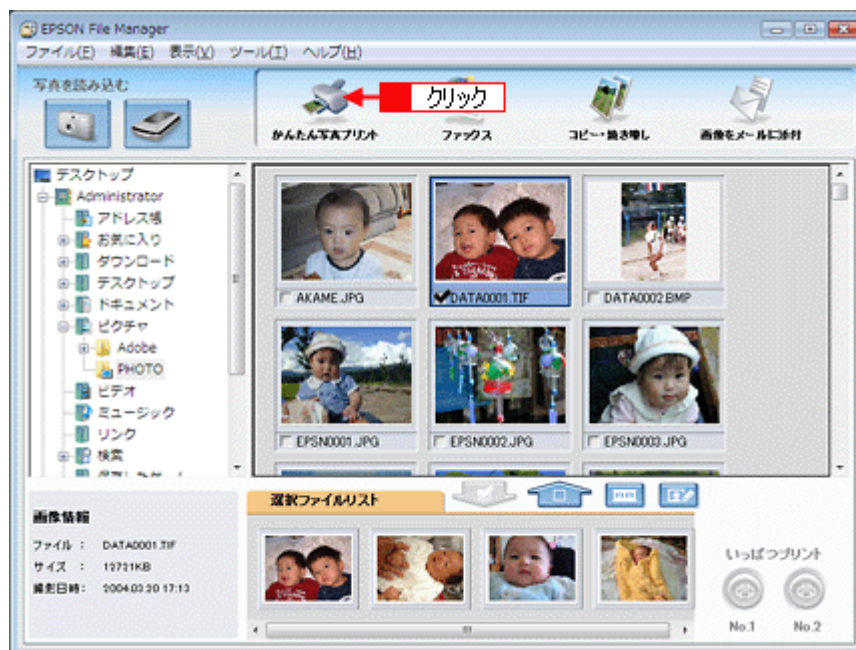 EPSON File Manager
ファイル(F) 編集(E) 表示(V) ツール(T) ヘルプ(H)
写真を読み込む
クリック
かんたん写真プリント
ファックス
コピー・焼き増し
画像をメールに添付
デスクトップ
Administrator
アドレス帳
お気に入り
ダウンロード
デスクトップ
ドキュメント
ピクチャ
Adobe
PHOTO
ビデオ
ミュージック
リンク
検索
AKAME.JPG
DATA0001.TIF
DATA0002.BMP
EPSN0001.JPG
EPSN0002.JPG
EPSN0003.JPG
選択ファイルリスト
画像情報
ファイル : DATA0001.TIF
サイズ : 12721KB
撮影日時: 2004.03.20 17:13
いっぱつプリント
No.1 No.2